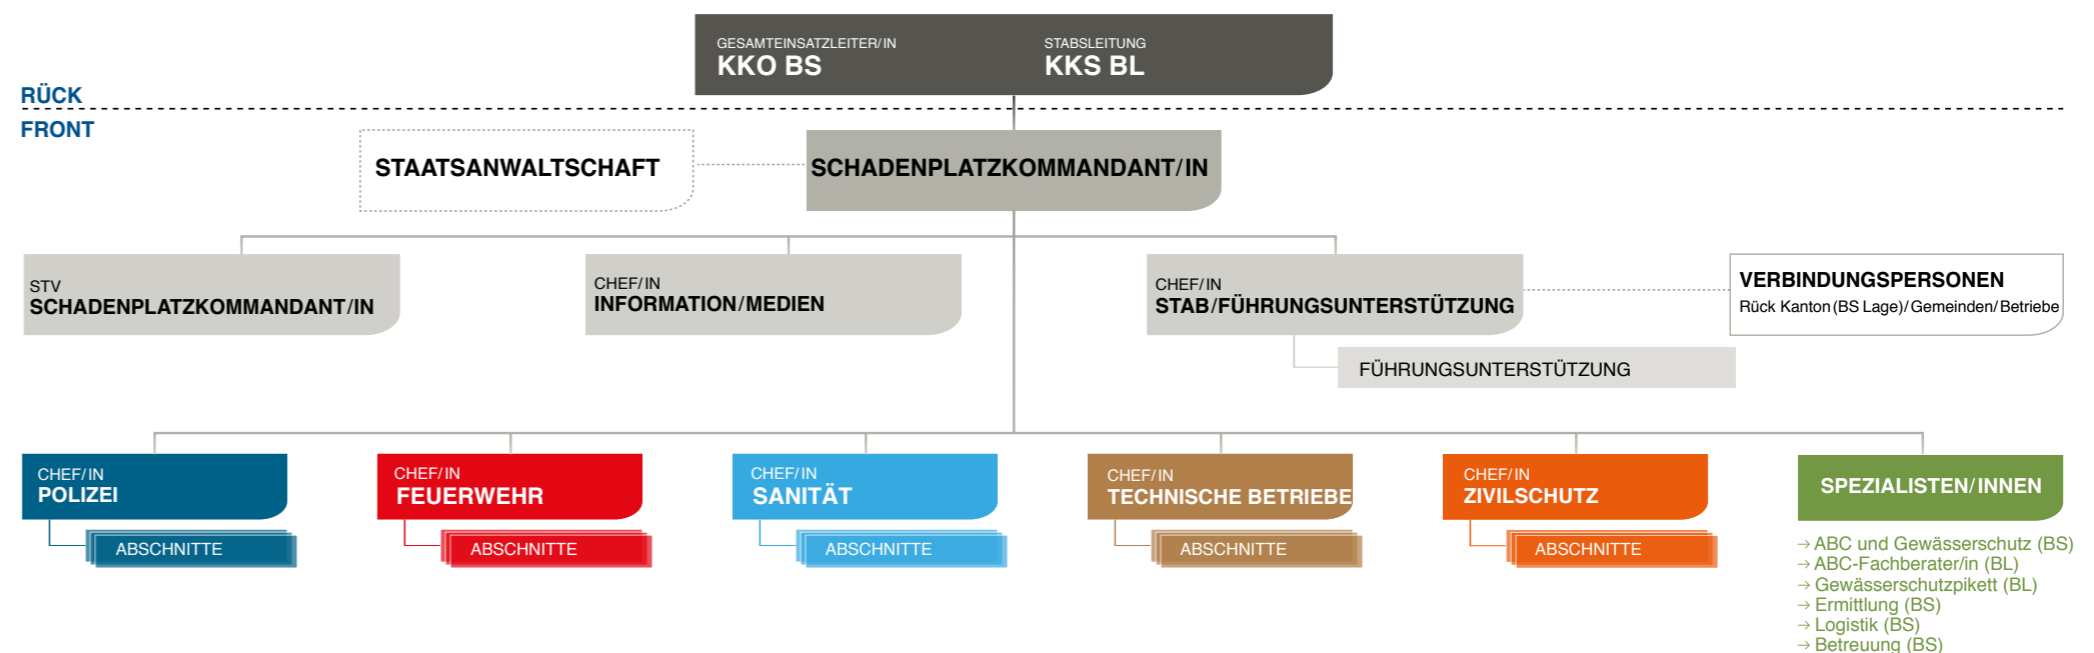 GESAMTEINSATZLEITER/IN
KKO BS
STABSLEITUNG
KKS BL
RÜCK
FRONT
STAATSANWALTSCHAFT
SCHADENPLATZKOMMANDANT/IN
STV
SCHADENPLATZKOMMANDANT/IN
CHEF/IN
INFORMATION/MEDIEN
CHEF/IN
STAB/FÜHRUNGSUNTERSTÜTZUNG
VERBINDUNGSPERSONEN
Rück Kanton (BS Lage)/Gemeinden/Betriebe
FÜHRUNGSUNTERSTÜTZUNG
CHEF/IN
POLIZEI
ABSCHNITTE
CHEF/IN
FEUERWEHR
ABSCHNITTE
CHEF/IN
SANITÄT
ABSCHNITTE
CHEF/IN
TECHNISCHE BETRIEBE
ABSCHNITTE
CHEF/IN
ZIVILSCHUTZ
ABSCHNITTE
SPEZIALISTEN/INNEN
→ ABC und Gewässerschutz (BS)
→ ABC-Fachberater/in (BL)
→ Gewässerschutzpikett (BL)
→ Ermittlung (BS)
→ Logistik (BS)
→ Betreuung (BS)